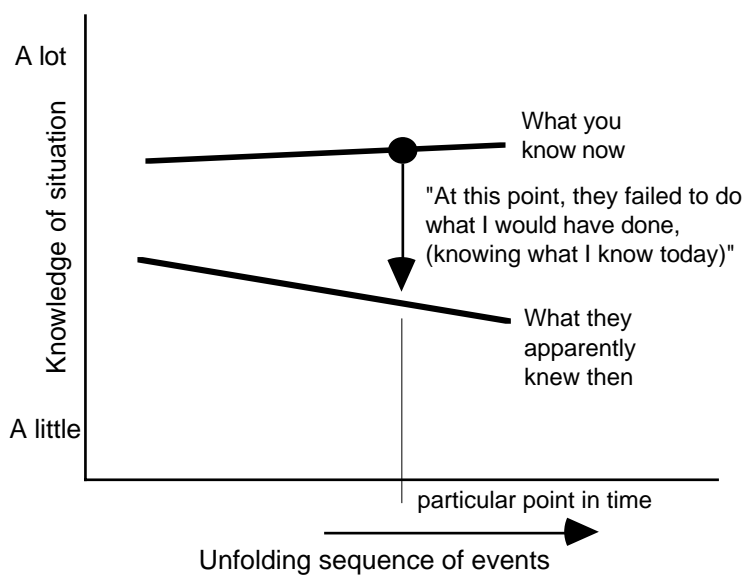 A lot
Knowledge of situation
A little
What you
know now
"At this point, they failed to do
what I would have done,
(knowing what I know today)"
What they
apparently
knew then
particular point in time
Unfolding sequence of events